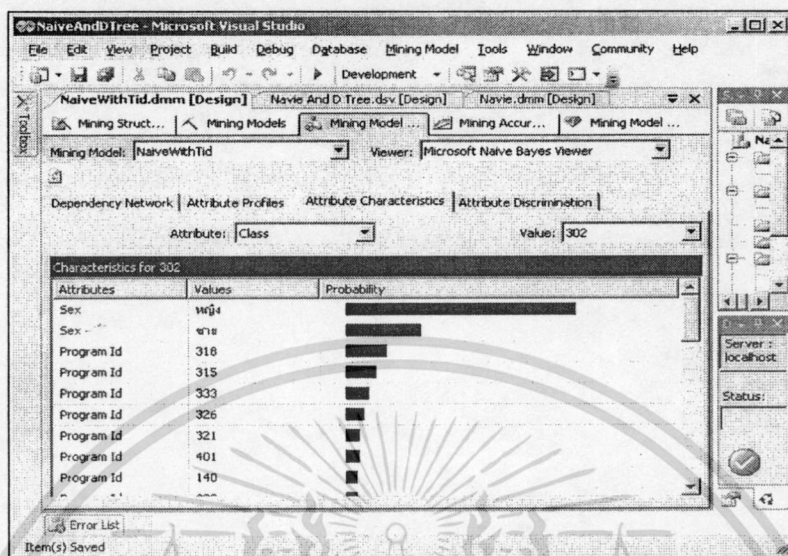 NaiveAndDTree - Microsoft Visual Studio
File Edit View Project Build Debug Database Mining Model Tools Window Community Help
Development
NaiveWithTid.dmm [Design] Navie And D Tree.dsv [Design] Navie.dmm [Design]
Toolbox
Mining Struct... Mining Models Mining Model ... Mining Accur... Mining Model ...
Mining Model: NaiveWithTid Viewer: Microsoft Naive Bayes Viewer
Dependency Network Attribute Profiles Attribute Characteristics Attribute Discrimination
Attribute: Class Value: 302
Characteristics for 302
Attributes Values Probability
Sex หญิง
Sex ชาย
Program Id 316
Program Id 315
Program Id 333
Program Id 326
Program Id 321
Program Id 401
Program Id 140
Server :
localhost
Status:
Error List
Item(s) Saved